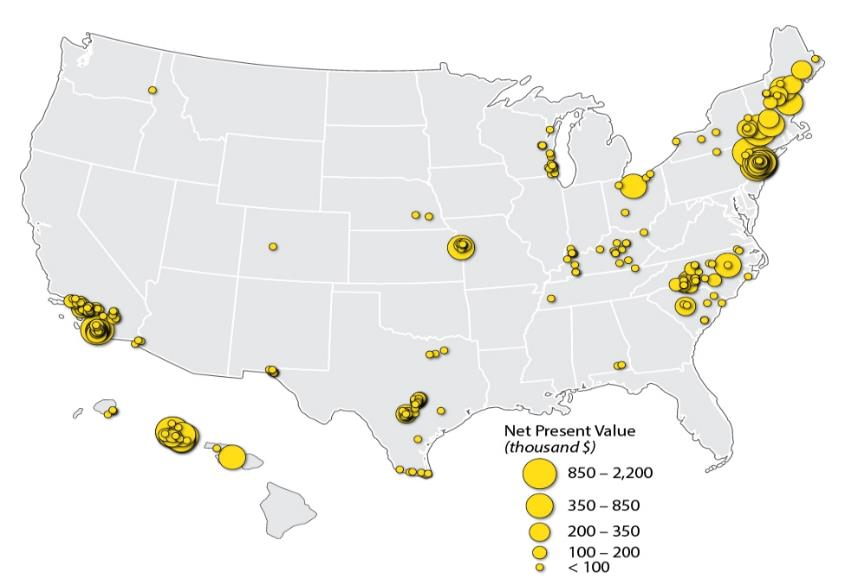 Net Present Value
(thousand $)
850 – 2,200
350 – 850
200 – 350
100 – 200
< 100